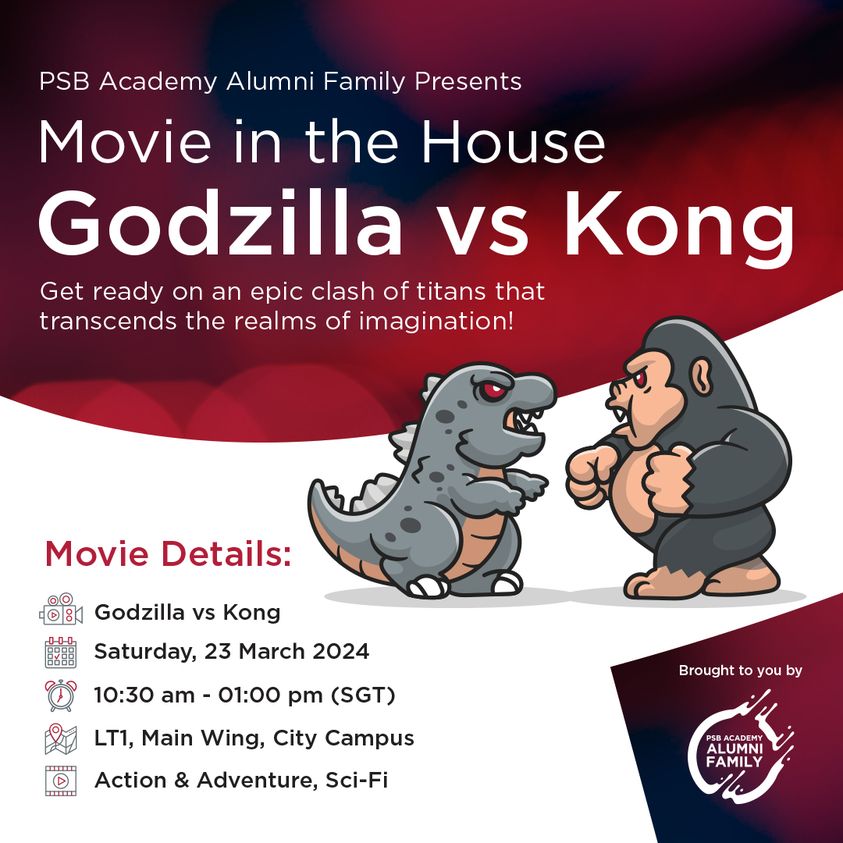 PSB Academy Alumni Family Presents
Movie in the House
Godzilla vs Kong
Get ready on an epic clash of titans that
transcends the realms of imagination!
Movie Details:
Godzilla vs Kong
Saturday, 23 March 2024
10:30 am - 01:00 pm (SGT)
LT1, Main Wing, City Campus
Action & Adventure, Sci-Fi
Brought to you by
PSB ACADEMY
ALUMNI
FAMILY